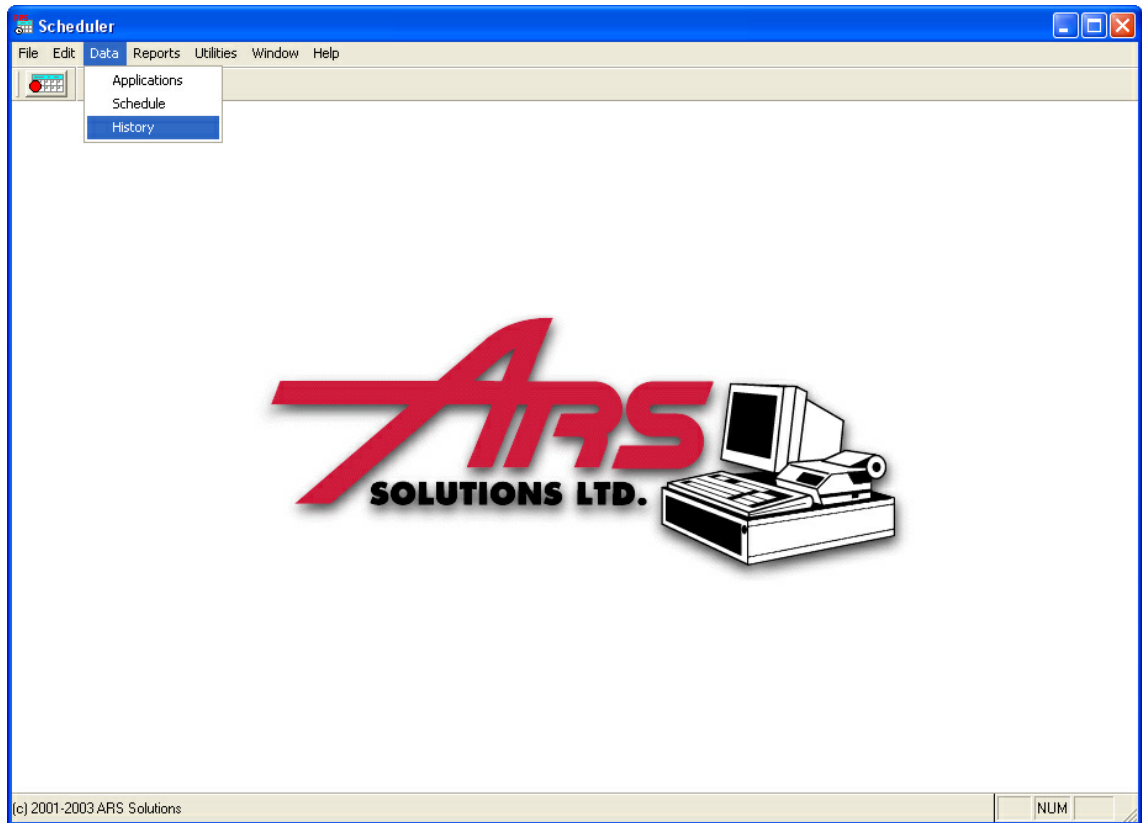 Scheduler
File Edit Data Reports Utilities Window Help
Applications
Schedule
History
ARS
SOLUTIONS LTD.
(c) 2001-2003 ARS Solutions NUM